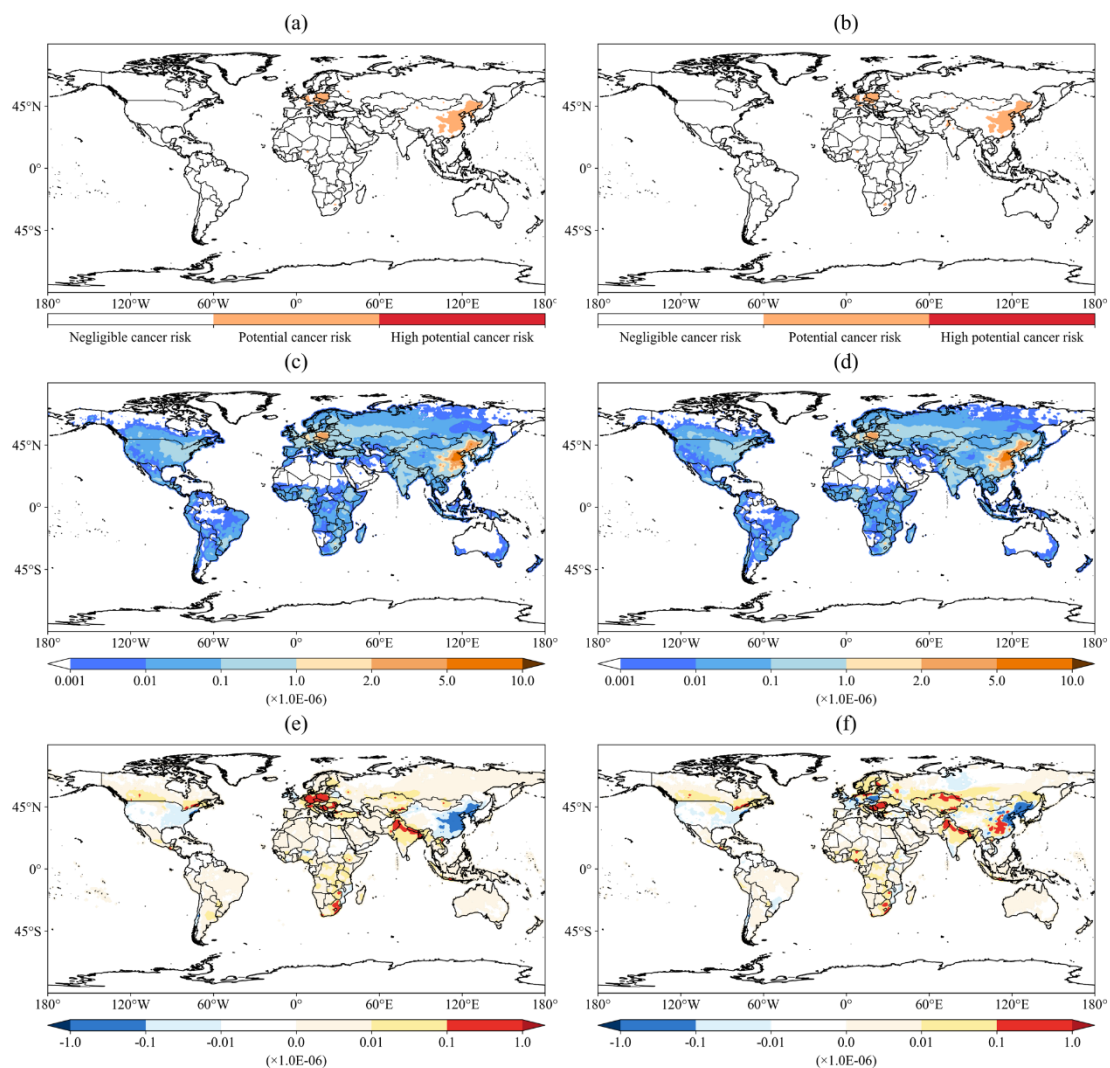 (a) (b)
45°N 45°N
0° 0°
45°S 45°S
180° 120°W 60°W 0° 60°E 120°E 180° 180° 120°W 60°W 0° 60°E 120°E 180°
Negligible cancer risk Potential cancer risk High potential cancer risk Negligible cancer risk Potential cancer risk High potential cancer risk
(c) (d)
45°N 45°N
0° 0°
45°S 45°S
180° 120°W 60°W 0° 60°E 120°E 180° 180° 120°W 60°W 0° 60°E 120°E 180°
0.001 0.01 0.1 1.0 2.0 5.0 10.0 0.001 0.01 0.1 1.0 2.0 5.0 10.0
(×1.0E-06) (×1.0E-06)
(e) (f)
45°N 45°N
0° 0°
45°S 45°S
180° 120°W 60°W 0° 60°E 120°E 180° 180° 120°W 60°W 0° 60°E 120°E 180°
-1.0 -0.1 -0.01 0.0 0.01 0.1 1.0 -1.0 -0.1 -0.01 0.0 0.01 0.1 1.0
(×1.0E-06) (×1.0E-06)